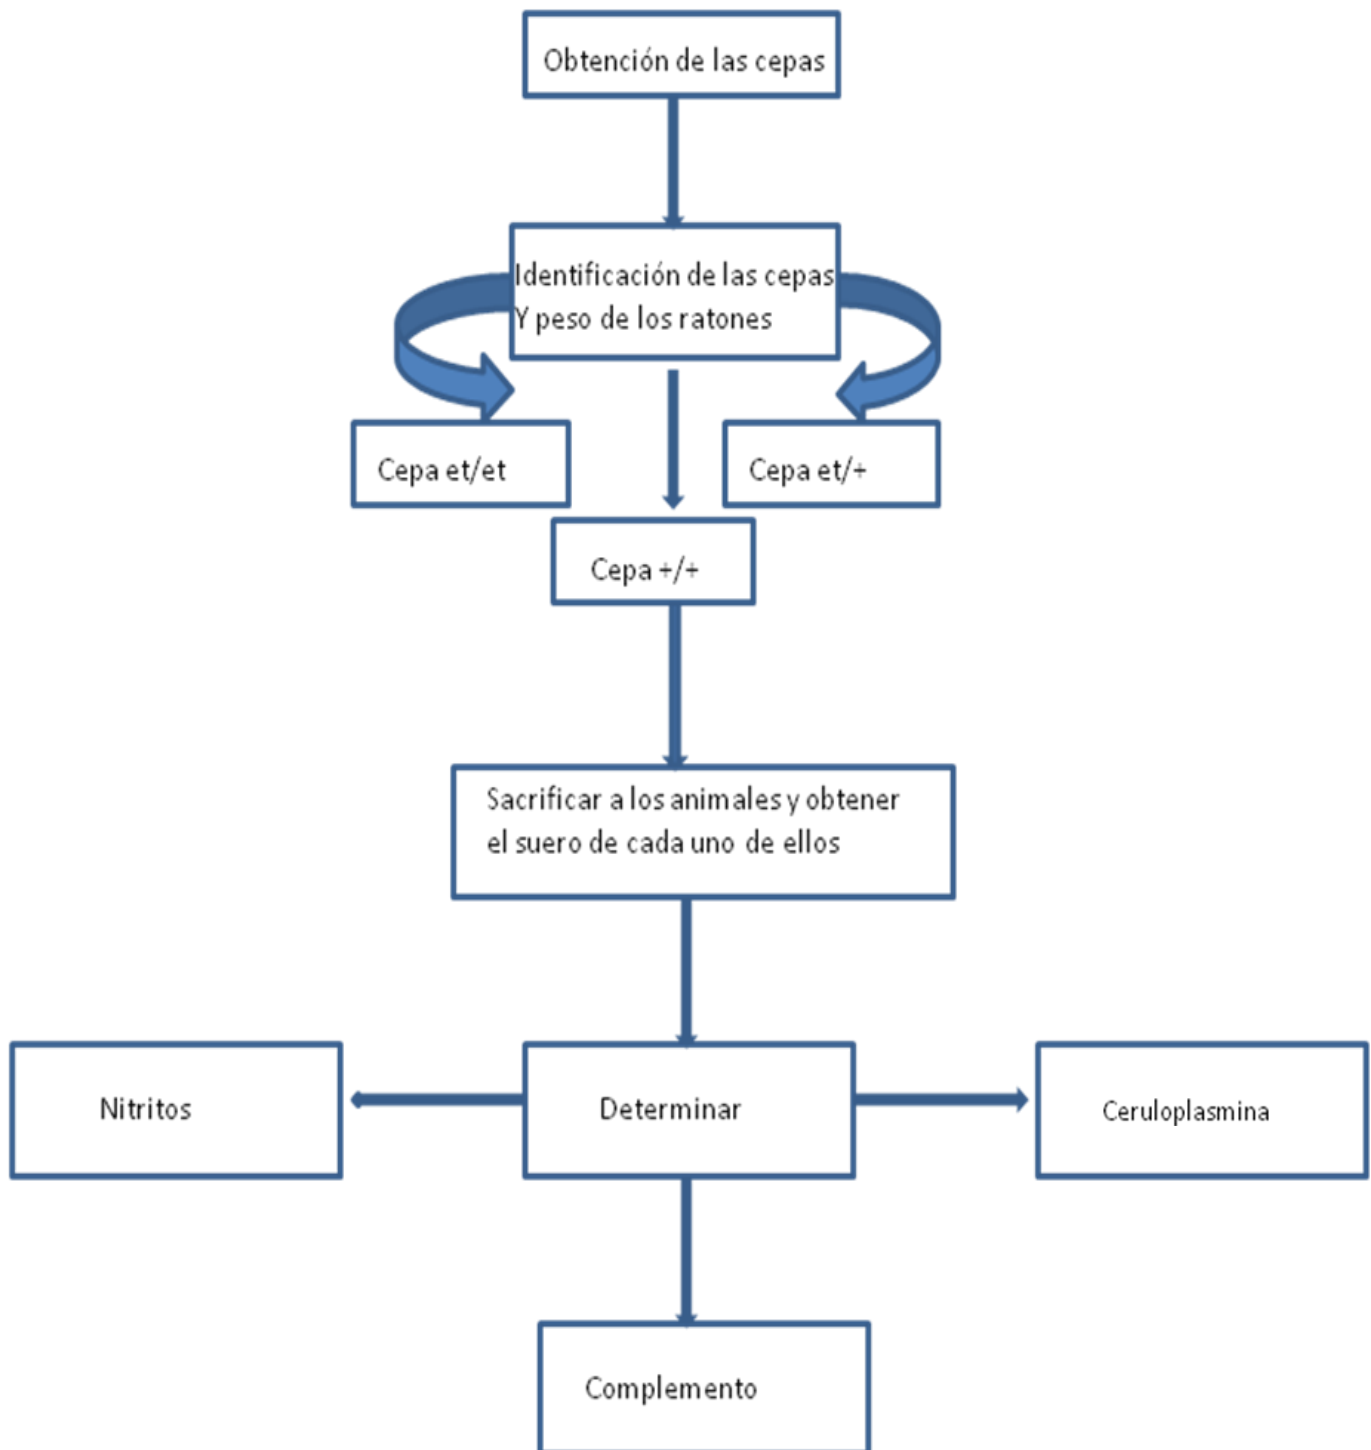 Obtención de las cepas
Identificación de las cepas
Y peso de los ratones
Cepa et/et
Cepa et/+
Cepa +/+
Sacrificar a los animales y obtener
el suero de cada uno de ellos
Nitritos
Determinar
Ceruloplasmina
Complemento